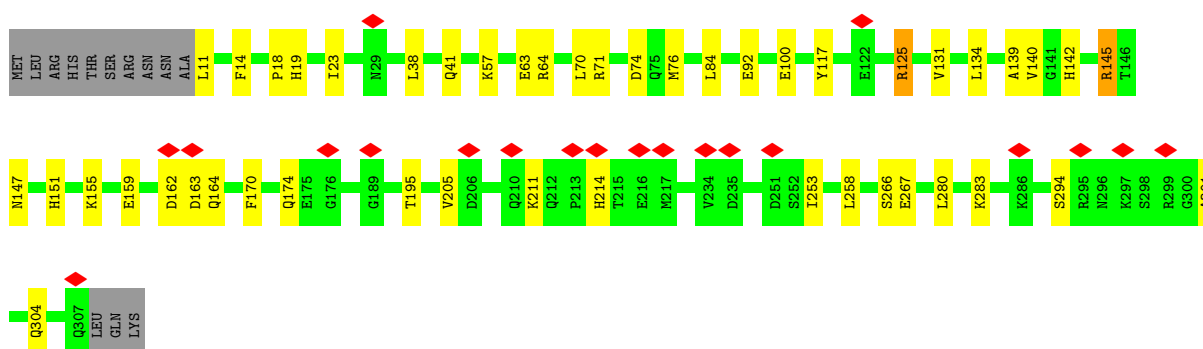 MET LEU ARG HIS THR SER ARG ASN ASN ALA L11 F14 P18 H19 I23 N29 L38 Q41 K57 E63 R64 L70 R71 D74 Q75 M76 L84 E92 E100 Y117 E122 R125 V131 L134 A139 V140 G141 H142 R145 T146
N147 H151 K155 E159 D162 D163 Q164 F170 Q174 E175 G176 G189 T195 V205 D206 Q210 K211 Q212 P213 H214 T215 E216 M217 V234 D235 D251 S252 I253 L258 S266 E267 L280 K283 K286 S294 R295 N296 K297 S298 R299 G300
Q304 Q307 LEU GLN LYS